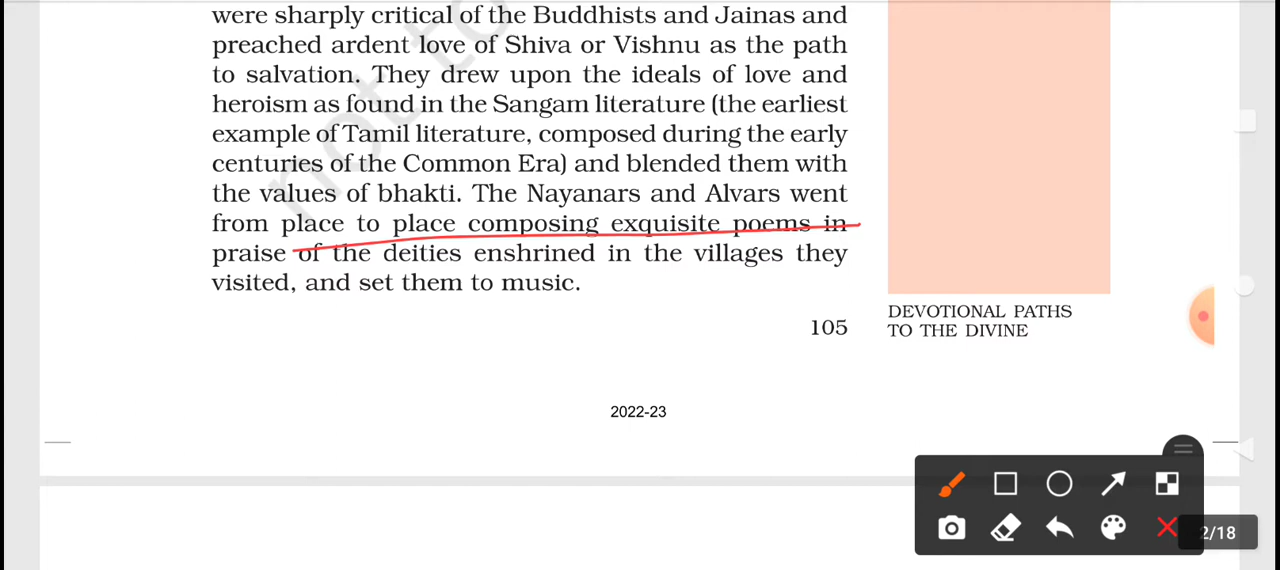 were sharply critical of the Buddhists and Jainas and
preached ardent love of Shiva or Vishnu as the path
to salvation. They drew upon the ideals of love and
heroism as found in the Sangam literature (the earliest
example of Tamil literature, composed during the early
centuries of the Common Era) and blended them with
the values of bhakti. The Nayanars and Alvars went
from place to place composing exquisite poems in
praise of the deities enshrined in the villages they
visited, and set them to music.
105
DEVOTIONAL PATHS
TO THE DIVINE
2022-23
not to
2/18